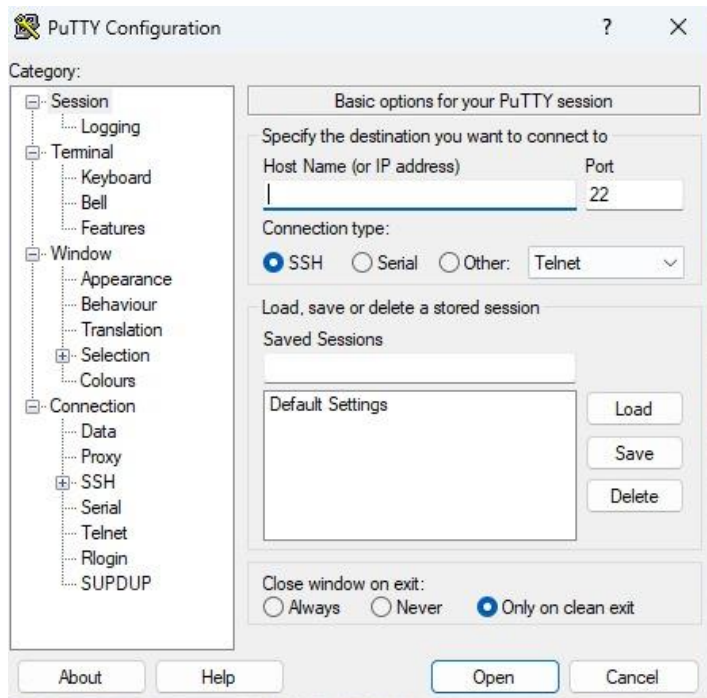 PuTTY Configuration
?
Category:
Session
Logging
Terminal
Keyboard
Bell
Features
Window
Appearance
Behaviour
Translation
Selection
Colours
Connection
Data
Proxy
SSH
Serial
Telnet
Rlogin
SUPDUP
Basic options for your PuTTY session
Specify the destination you want to connect to
Host Name (or IP address) Port
22
Connection type:
SSH Serial Other: Telnet
Load, save or delete a stored session
Saved Sessions
Default Settings
Load
Save
Delete
Close window on exit:
Always Never Only on clean exit
About Help Open Cancel